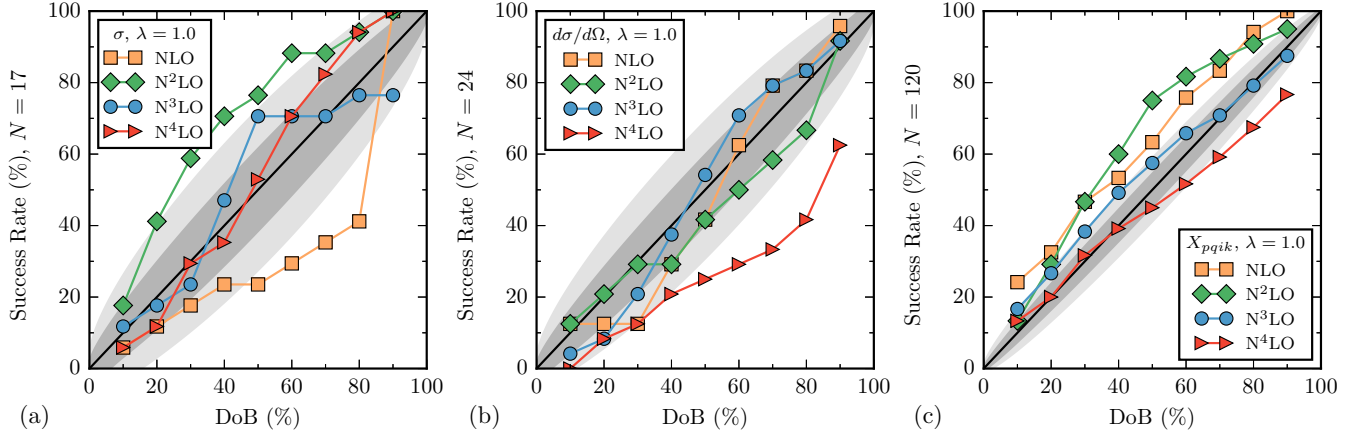 100
80
60
40
20
0
Success Rate (%), N = 17
σ, λ = 1.0
NLO
N²LO
N³LO
N⁴LO
0 20 40 60 80 100
DoB (%)
(a)
100
80
60
40
20
0
Success Rate (%), N = 24
dσ/dΩ, λ = 1.0
NLO
N²LO
N³LO
N⁴LO
0 20 40 60 80 100
DoB (%)
(b)
100
80
60
40
20
0
Success Rate (%), N = 120
X_{pqik}, λ = 1.0
NLO
N²LO
N³LO
N⁴LO
0 20 40 60 80 100
DoB (%)
(c)